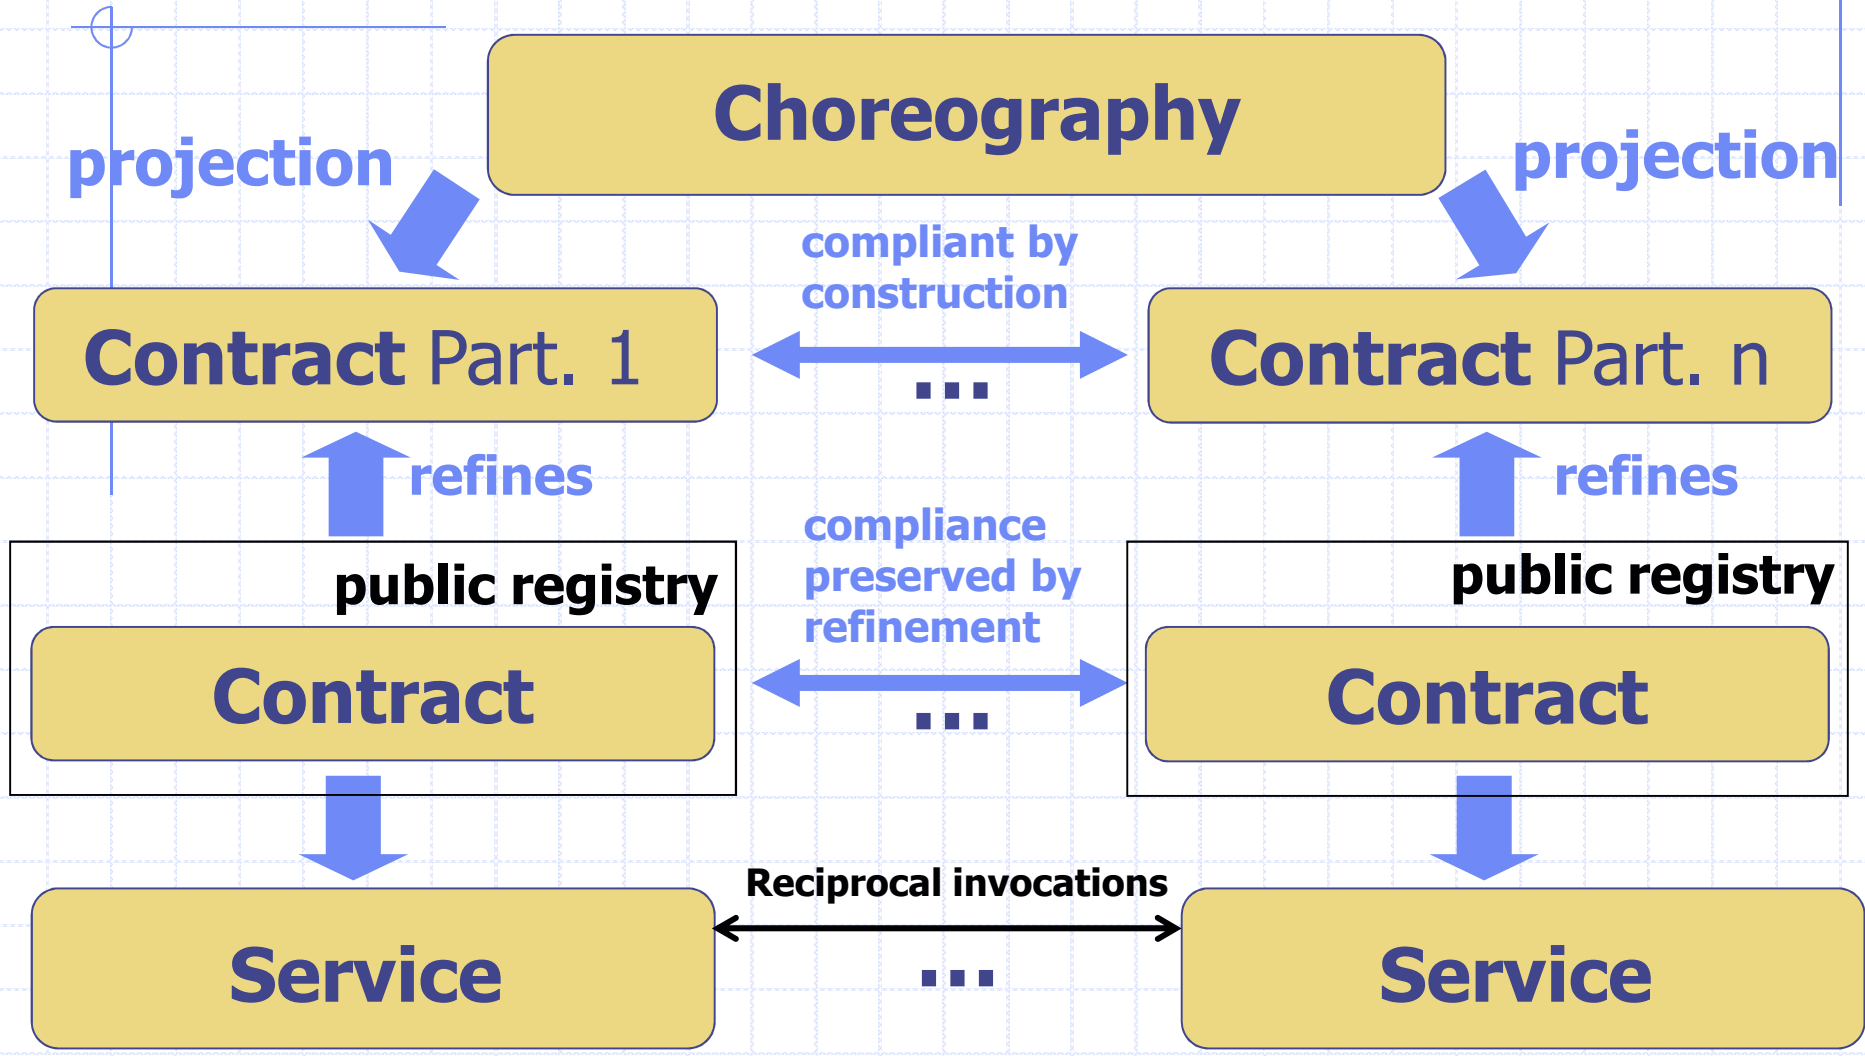 Choreography
projection
projection
compliant by
construction
Contract Part. 1
...
Contract Part. n
refines
refines
compliance
preserved by
refinement
public registry
public registry
Contract
...
Contract
Reciprocal invocations
Service
...
Service